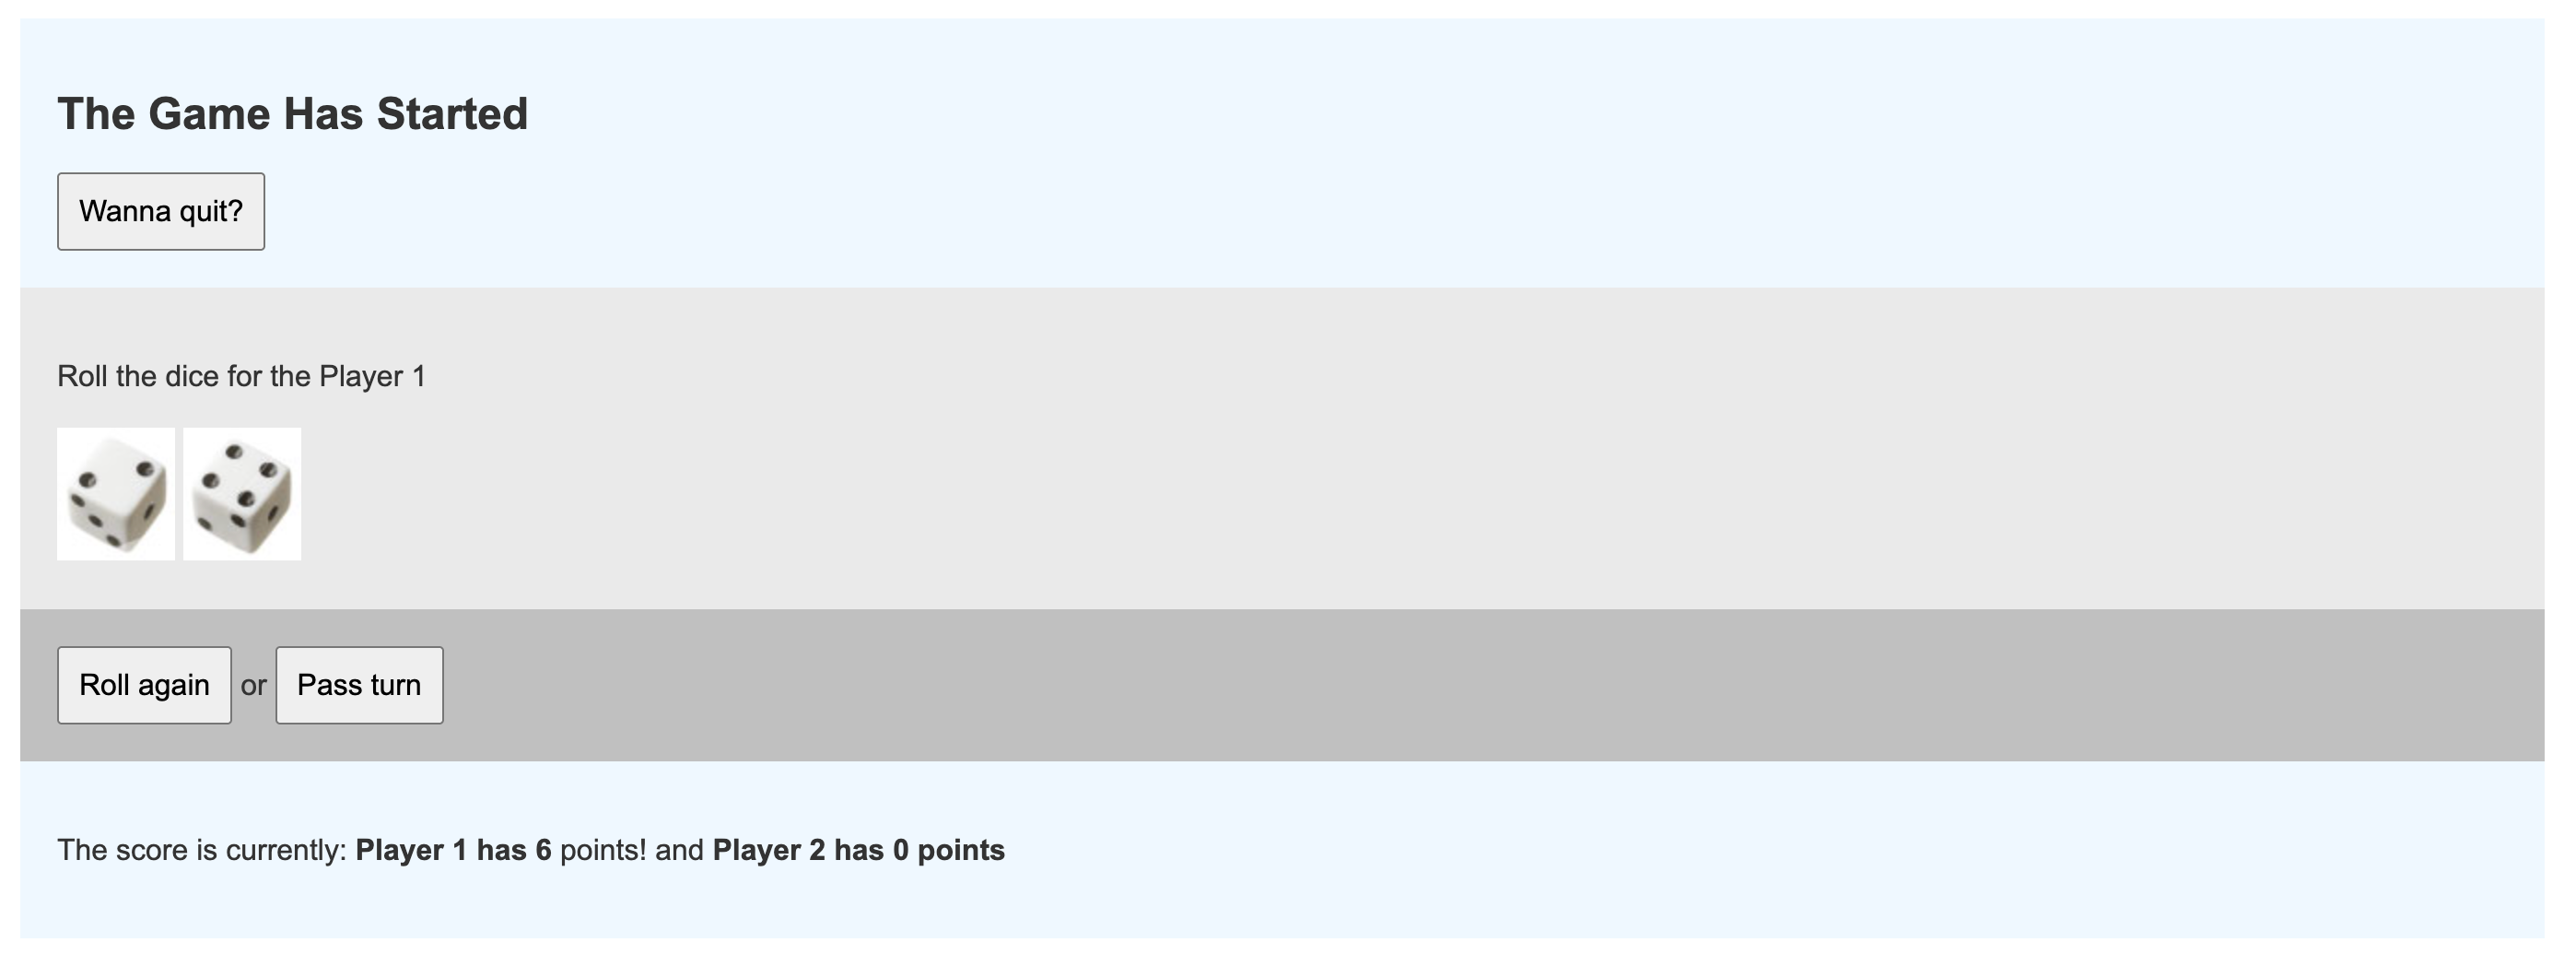 The Game Has Started
Wanna quit?
Roll the dice for the Player 1
Roll again or Pass turn
The score is currently: Player 1 has 6 points! and Player 2 has 0 points